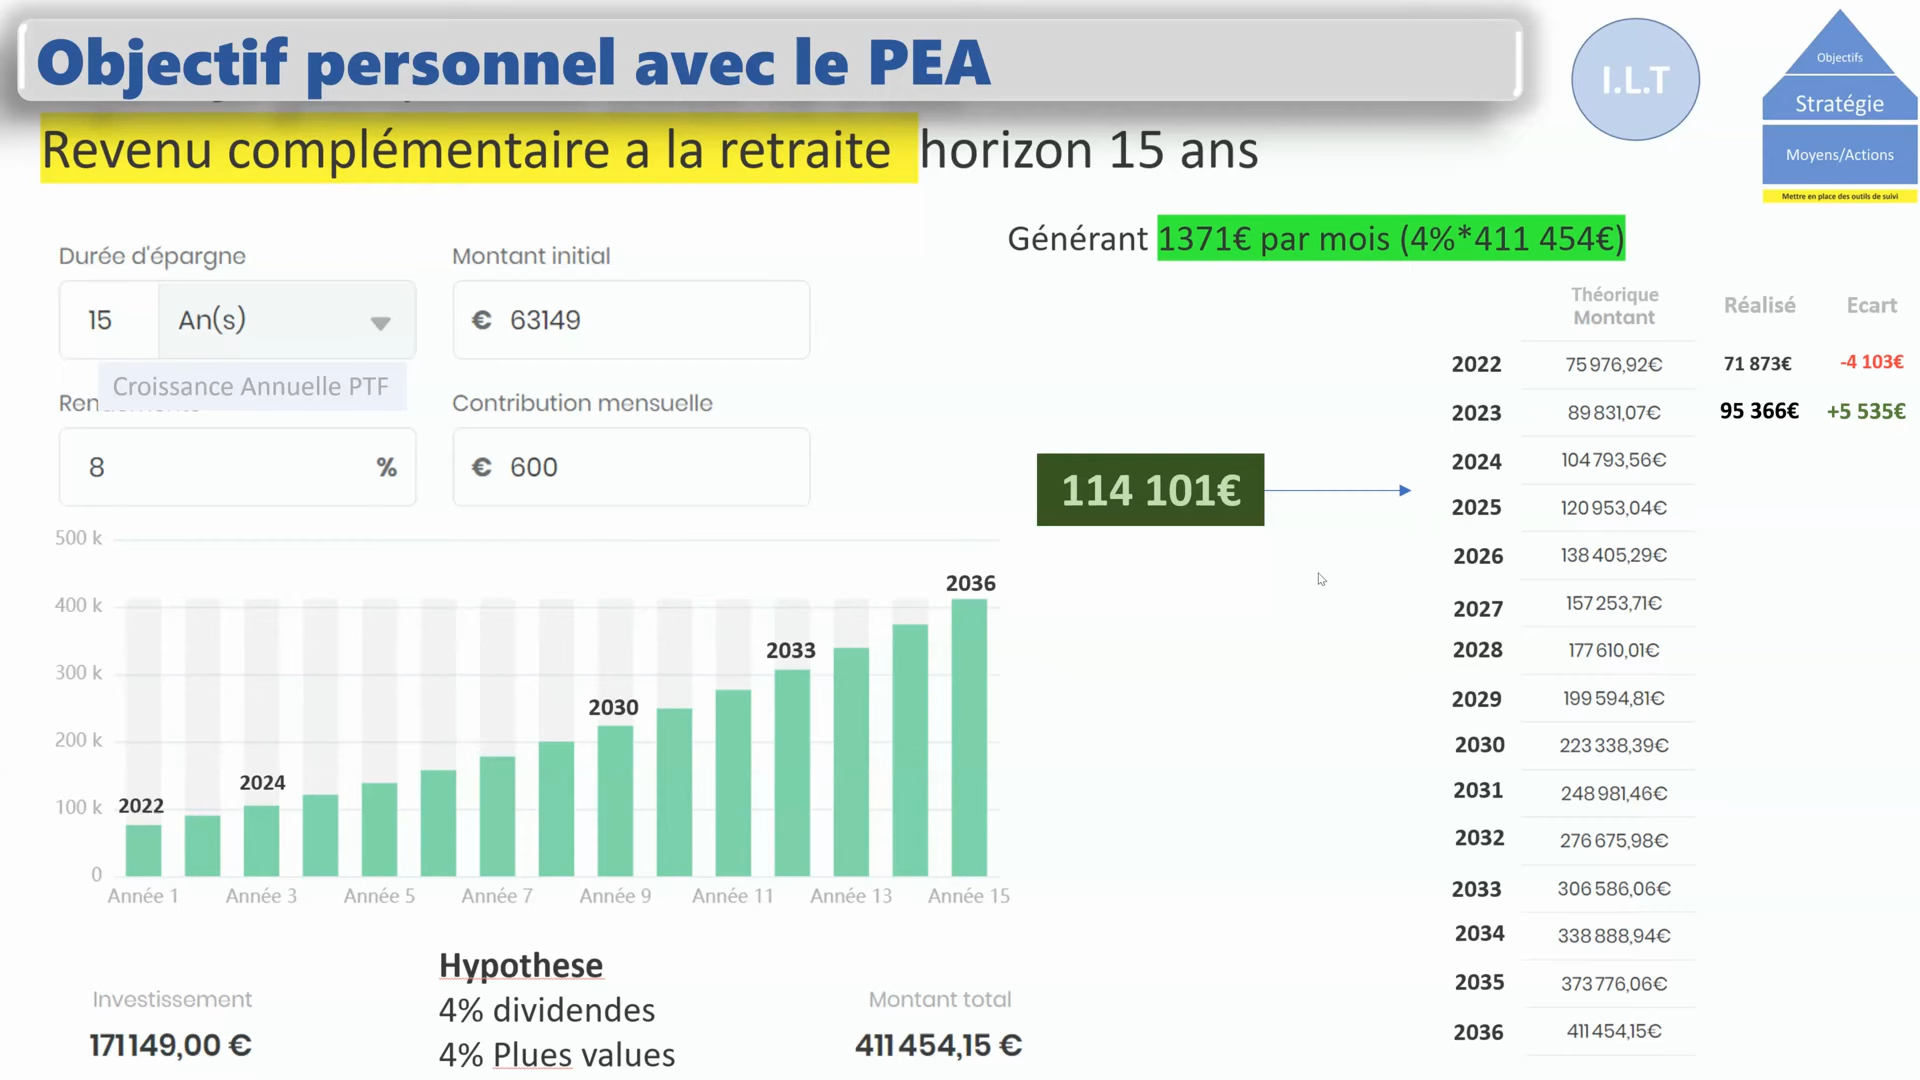 Objectif personnel avec le PEA
I.L.T
Objectifs
Stratégie
Moyens/Actions
Mettre en place des outils de suivi
Revenu complémentaire a la retraite horizon 15 ans
Générant 1371€ par mois (4%*411 454€)
Durée d'épargne
Montant initial
15 An(s)
€ 63149
Croissance Annuelle PTF
Contribution mensuelle
8 %
€ 600
114 101€
Théorique Montant Réalisé Ecart
2022 75 976,92€ 71 873€ -4 103€
2023 89 831,07€ 95 366€ +5 535€
2024 104 793,56€
2025 120 953,04€
2026 138 405,29€
2027 157 253,71€
2028 177 610,01€
2029 199 594,81€
2030 223 338,39€
2031 248 981,46€
2032 276 675,98€
2033 306 586,06€
2034 338 888,94€
2035 373 776,06€
2036 411 454,15€
500 k
400 k
300 k
200 k
100 k
0
2022
2024
2030
2033
2036
Année 1 Année 3 Année 5 Année 7 Année 9 Année 11 Année 13 Année 15
Investissement
171 149,00 €
Hypothese
4% dividendes
4% Plues values
Montant total
411 454,15 €